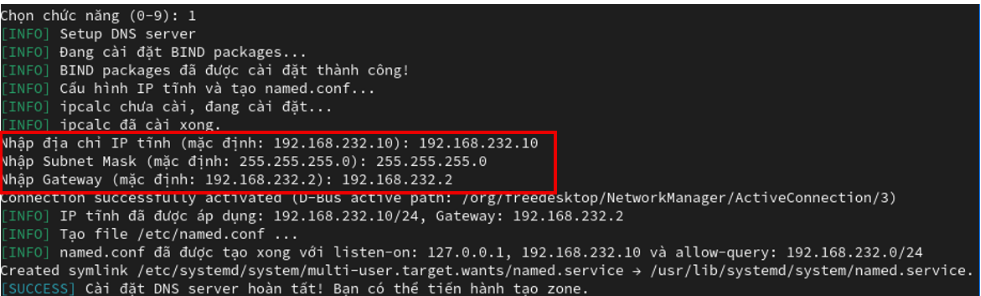 Chọn chức năng (0-9): 1
[INFO] Setup DNS server
[INFO] Đang cài đặt BIND packages...
[INFO] BIND packages đã được cài đặt thành công!
[INFO] Cấu hình IP tĩnh và tạo named.conf...
[INFO] ipcalc chưa cài, đang cài đặt...
[INFO] ipcalc đã cài xong.
Nhập địa chỉ IP tĩnh (mặc định: 192.168.232.10): 192.168.232.10
Nhập Subnet Mask (mặc định: 255.255.255.0): 255.255.255.0
Nhập Gateway (mặc định: 192.168.232.2): 192.168.232.2
Connection successfully activated (D-Bus active path: /org/freedesktop/NetworkManager/ActiveConnection/3)
[INFO] IP tĩnh đã được áp dụng: 192.168.232.10/24, Gateway: 192.168.232.2
[INFO] Tạo file /etc/named.conf ...
[INFO] named.conf đã được tạo xong với listen-on: 127.0.0.1, 192.168.232.10 và allow-query: 192.168.232.0/24
Created symlink /etc/systemd/system/multi-user.target.wants/named.service → /usr/lib/systemd/system/named.service.
[SUCCESS] Cài đặt DNS server hoàn tất! Bạn có thể tiến hành tạo zone.